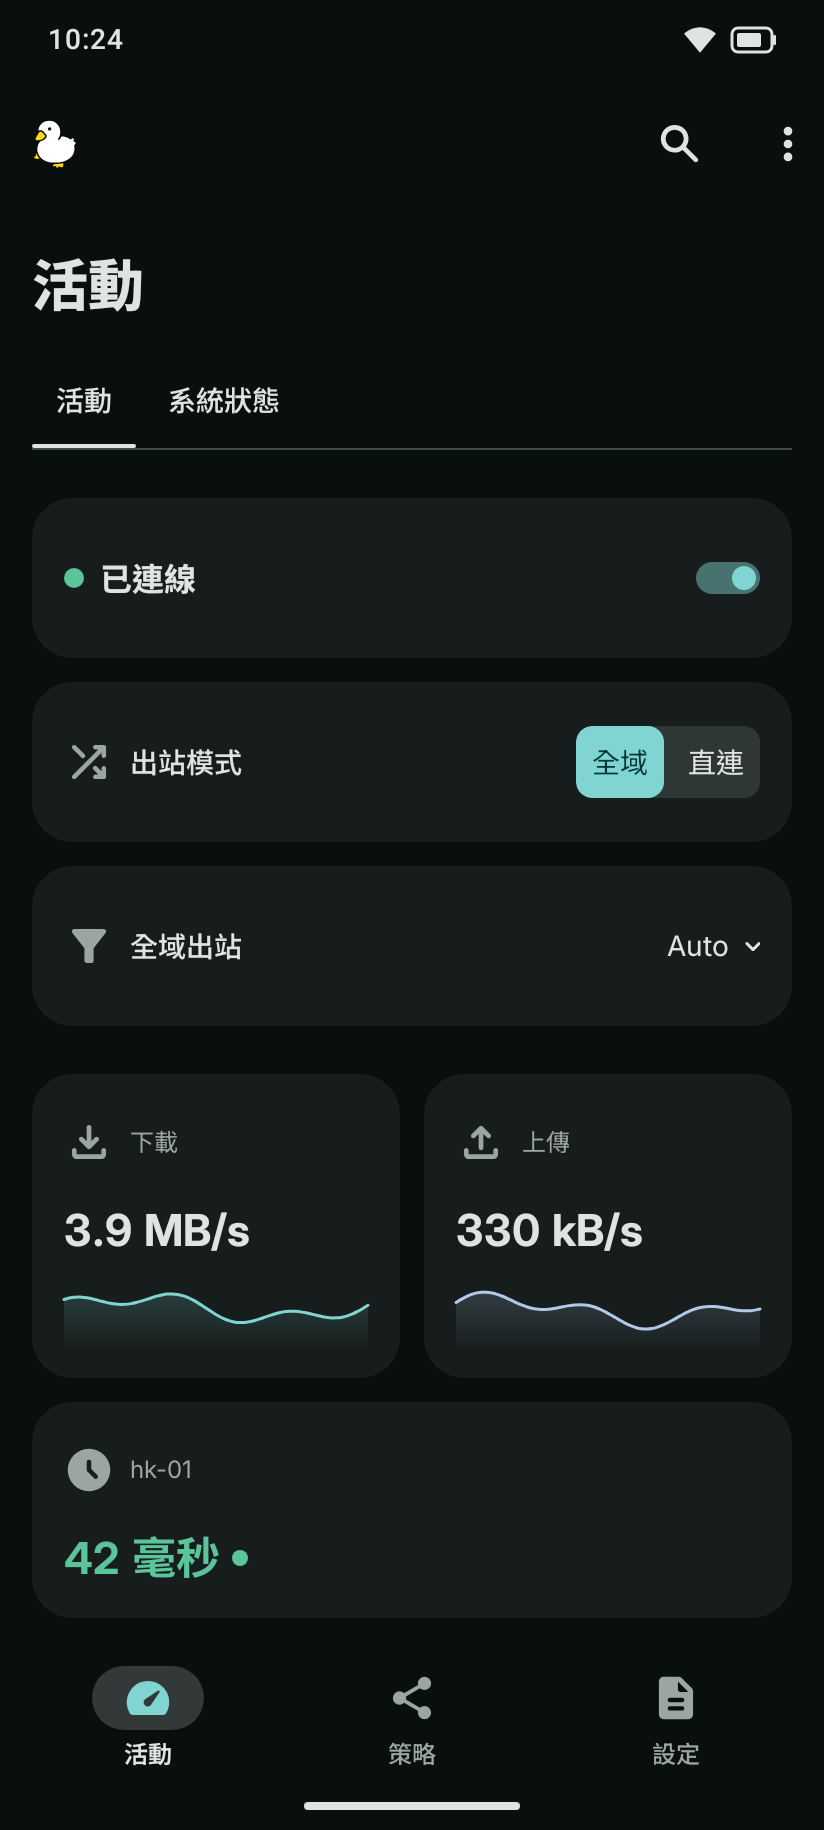 10:24
活動
活動
系統狀態
已連線
出站模式
全域
直連
全域出站
Auto
下載
上傳
3.9 MB/s
330 kB/s
hk-01
42 毫秒
活動
策略
設定